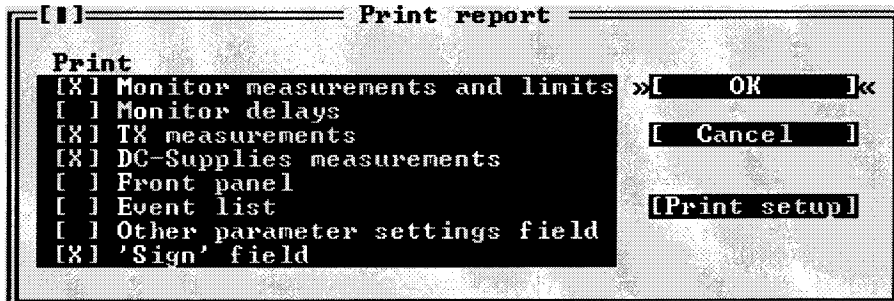 [▮] Print report
Print
[X] Monitor measurements and limits
[ ] Monitor delays
[X] TX measurements
[X] DC-Supplies measurements
[ ] Front panel
[ ] Event list
[ ] Other parameter settings field
[X] 'Sign' field
»[ OK ]«
[ Cancel ]
[Print setup]